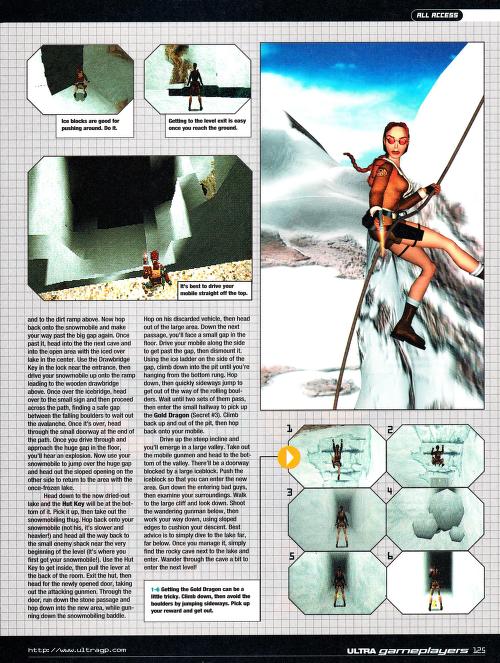 ALL ACCESS
Ice blocks are good for
pushing around. Do it.
Getting to the level exit is easy
once you reach the ground.
It's best to drive your
mobile straight off the top.
and to the dirt ramp above. Now hop
back onto the snowmobile and make
your way past the big gap again. Once
past it, head into the the next cave and
into the open area with the iced over
lake in the center. Use the Drawbridge
Key in the lock near the entrance, then
drive your snowmobile up onto the ramp
leading to the wooden drawbridge
above. Once over the icebridge, head
over to the small sign and then proceed
across the path, finding a safe gap
between the falling boulders to wait out
the avalanche. Once it's over, head
through the small doorway at the end of
the path. Once you drive through and
approach the huge gap in the floor,
you'll hear an explosion. Now use your
snowmobile to jump over the huge gap
and head out the sloped opening on the
other side to return to the area with the
once-frozen lake.
Head down to the now dried-out
lake and the Hut Key will be at the bot-
tom of it. Pick it up, then take out the
snowmobiling thug. Hop back onto your
snowmobile (not his, it's slower and
heavier!) and head all the way back to
the small enemy shack near the very
beginning of the level (it's where you
first got your snowmobile!). Use the Hut
Key to get inside, then pull the lever at
the back of the room. Exit the hut, then
head for the newly opened door, taking
out the attacking gunmen. Through the
door, run down the stone passage and
hop down into the new area, while gun-
ning down the snowmobiling baddie.
Hop on his discarded vehicle, then head
out of the large area. Down the next
passage, you'll face a small gap in the
floor. Drive your mobile along the side
to get past the gap, then dismount it.
Using the ice ladder on the side of the
gap, climb down into the pit until you're
hanging from the bottom rung. Hop
down, then quickly sideways jump to
get out of the way of the rolling boul-
ders. Wait until two sets of them pass,
then enter the small hallway to pick up
the Gold Dragon (Secret #3). Climb
back up and out of the pit, then hop
back onto your mobile.
Drive up the steep incline and
you'll emerge in a large valley. Take out
the mobile gunman and head to the bot-
tom of the valley. There'll be a doorway
blocked by a large iceblock. Push the
iceblock so that you can enter the new
area. Gun down the entering bad guys,
then examine your surroundings. Walk
to the large cliff and look down. Shoot
the wandering gunman below, then
work your way down, using sloped
edges to cushion your descent. Best
advice is to simply dive to the lake far,
far below. Once you manage it, simply
find the rocky cave next to the lake and
enter. Wander through the cave a bit to
enter the next level!
1-6 Getting the Gold Dragon can be a
little tricky. Climb down, then avoid the
boulders by jumping sideways. Pick up
your reward and get out.
1
2
3
4
5
6
http://www.ultragp.com
ULTRA gameplayers 125